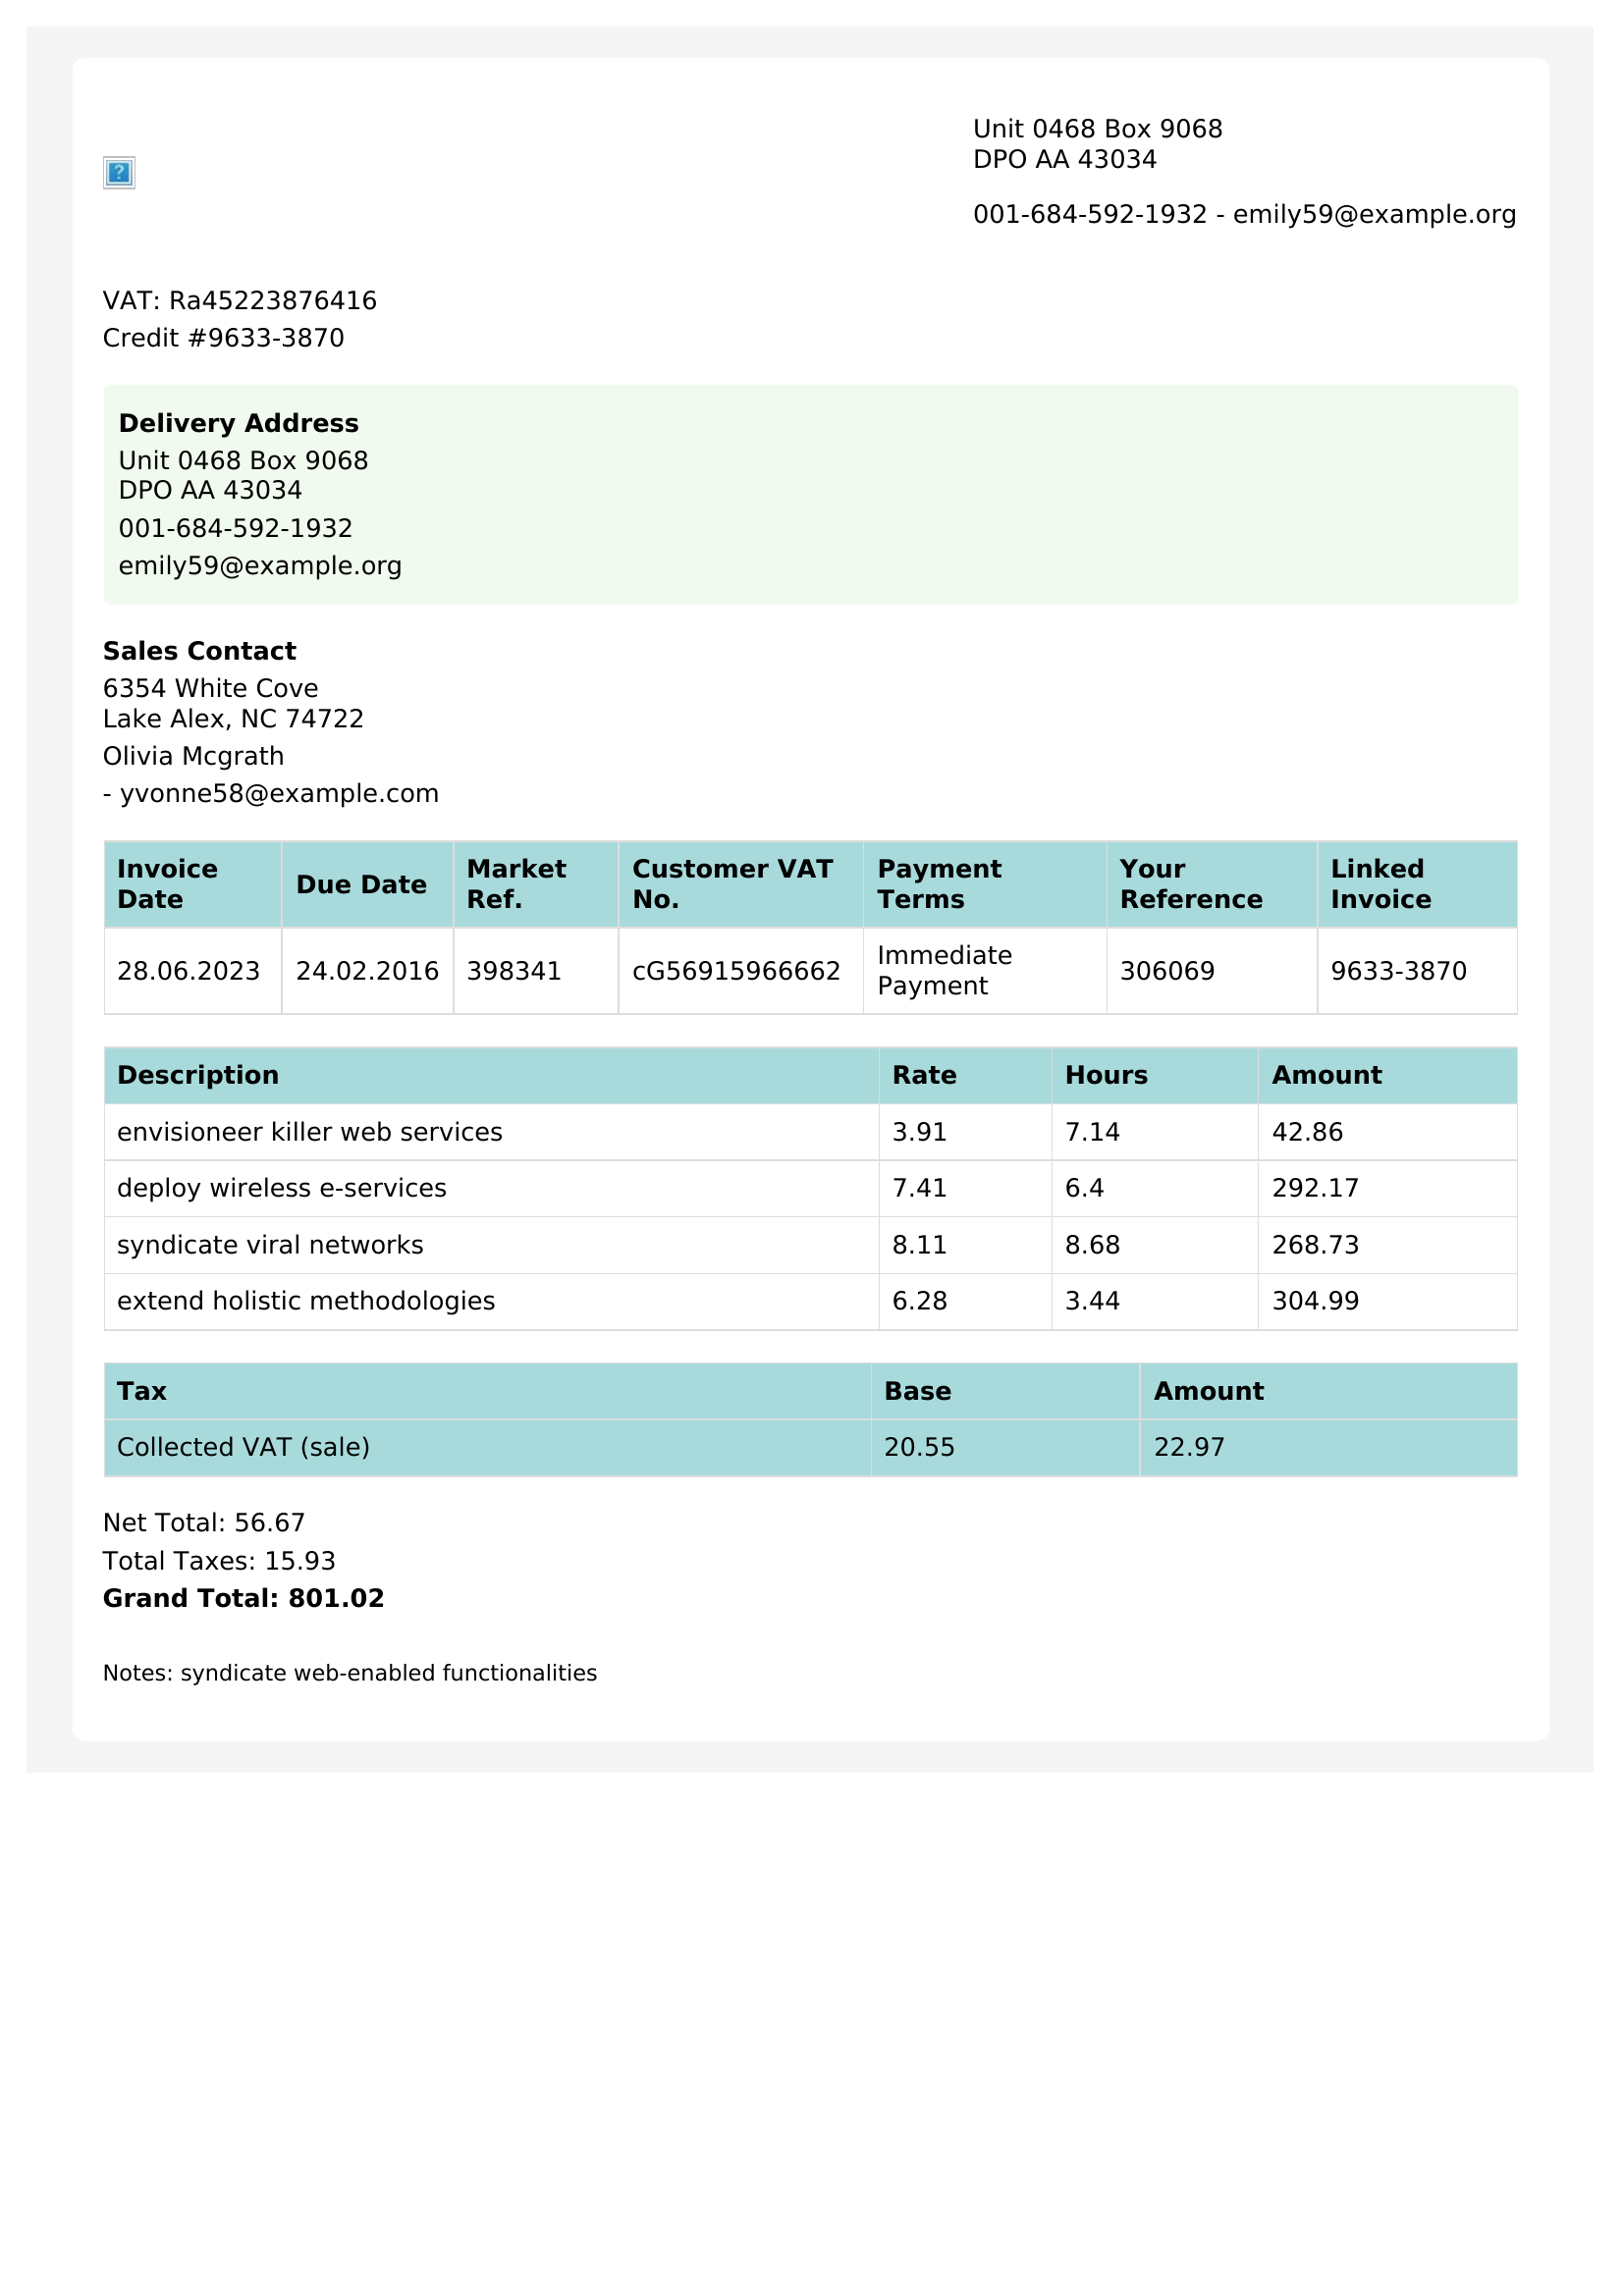 Unit 0468 Box 9068
DPO AA 43034
001-684-592-1932 - emily59@example.org
VAT: Ra45223876416
Credit #9633-3870
Delivery Address
Unit 0468 Box 9068
DPO AA 43034
001-684-592-1932
emily59@example.org
Sales Contact
6354 White Cove
Lake Alex, NC 74722
Olivia Mcgrath
- yvonne58@example.com
Invoice Date Due Date Market Ref. Customer VAT No. Payment Terms Your Reference Linked Invoice
28.06.2023 24.02.2016 398341 cG56915966662 Immediate Payment 306069 9633-3870
Description Rate Hours Amount
envisioneer killer web services 3.91 7.14 42.86
deploy wireless e-services 7.41 6.4 292.17
syndicate viral networks 8.11 8.68 268.73
extend holistic methodologies 6.28 3.44 304.99
Tax Base Amount
Collected VAT (sale) 20.55 22.97
Net Total: 56.67
Total Taxes: 15.93
Grand Total: 801.02
Notes: syndicate web-enabled functionalities